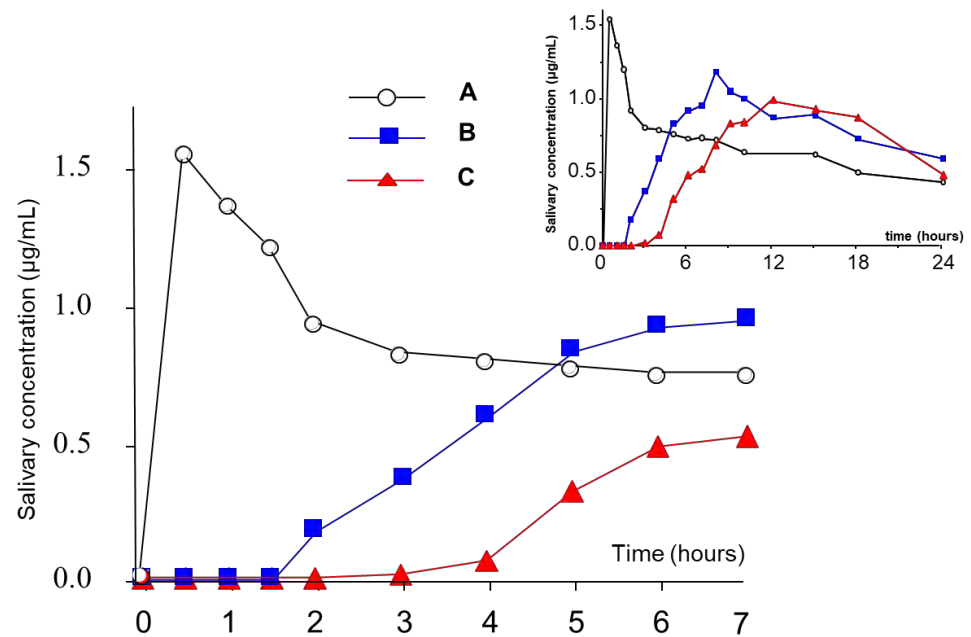 A
B
C
Salivary concentration (µg/mL)
1.5
1.0
0.5
0.0
Time (hours)
0 1 2 3 4 5 6 7
Salivary concentration (µg/mL)
1.5
1.0
0.5
0.0
time (hours)
0 6 12 18 24